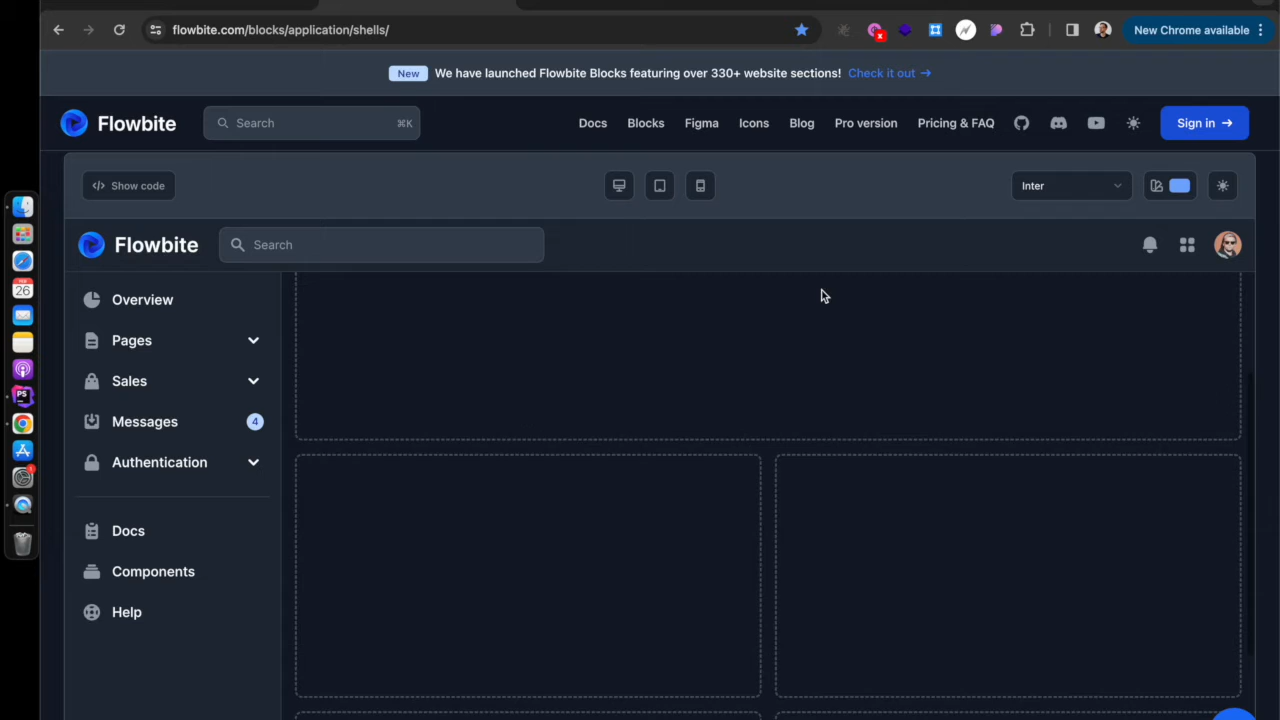 flowbite.com/blocks/application/shells/
New Chrome available
New We have launched Flowbite Blocks featuring over 330+ website sections! Check it out →
Flowbite Search ⌘K Docs Blocks Figma Icons Blog Pro version Pricing & FAQ Sign in →
</> Show code Inter
Flowbite Search
Overview
Pages
Sales
Messages 4
Authentication
Docs
Components
Help
26
PS